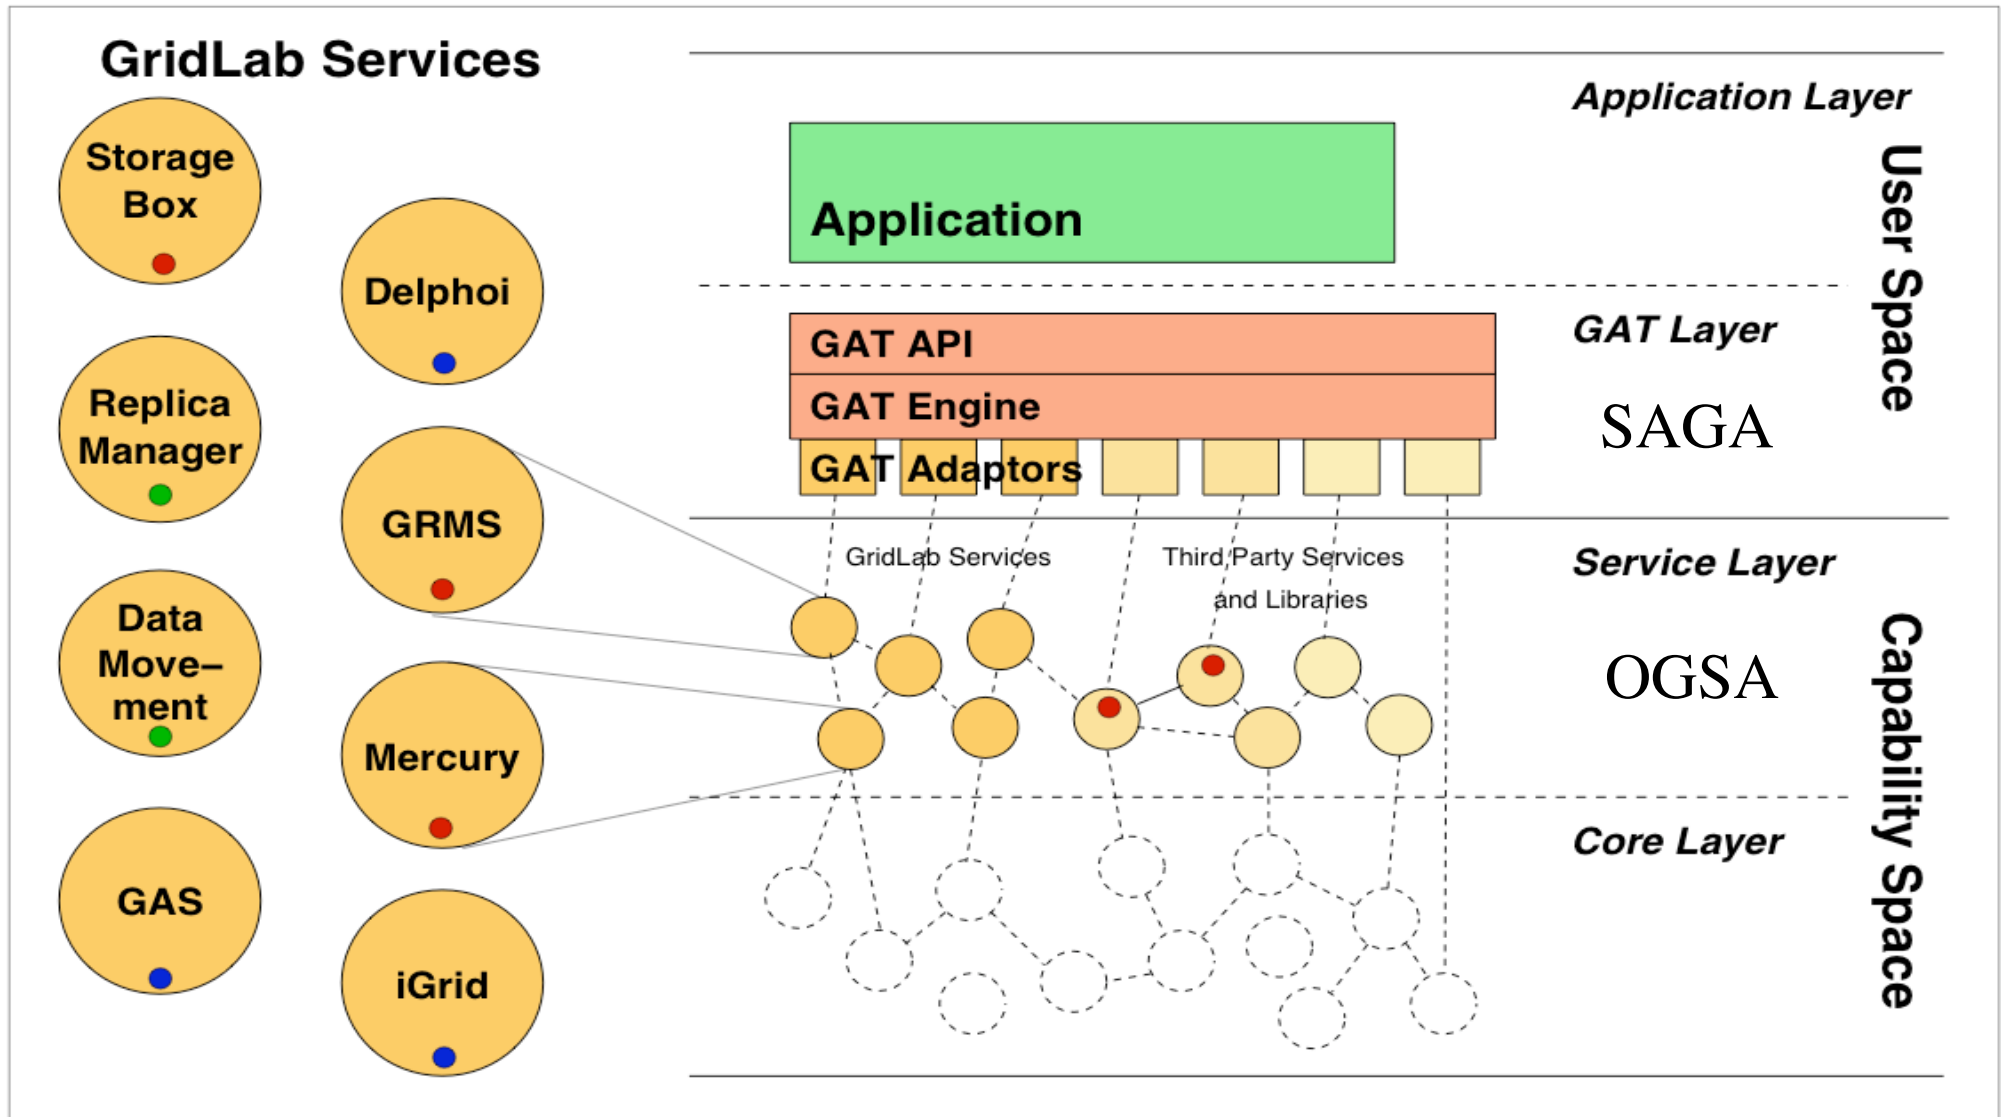 GridLab Services
Storage
Box
Delphoi
Replica
Manager
GRMS
Data
Move–
ment
Mercury
GAS
iGrid
Application Layer
Application
User Space
GAT Layer
GAT API
GAT Engine
GAT Adaptors
SAGA
Service Layer
GridLab Services
Third Party Services
and Libraries
OGSA
Capability Space
Core Layer